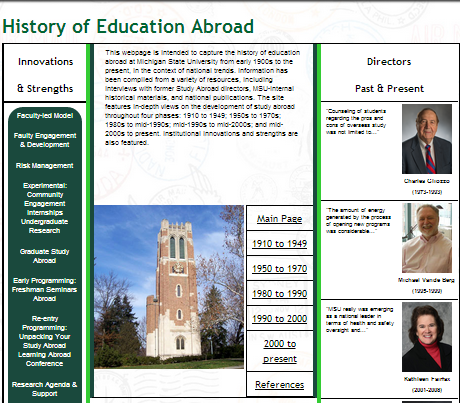 History of Education Abroad
Innovations
& Strengths
Faculty-led Model
Faulty Engagement
& Development
Risk Management
Experimental:
Community
Engagement
Internships
Undergraduate
Research
Graduate Study
Abroad
Early Programming:
Freshman Seminars
Abroad
Re-entry
Programming:
Unpacking Your
Study Abroad
Learning Abroad
Conference
Research Agenda &
Support
This webpage is intended to capture the history of education
abroad at Michigan State University from early 1900s to the
present, in the context of national trends. Information has
been compiled from a variety of resources, including
interviews with former Study Abroad directors, MSU-internal
historical materials, and national publications. The site
features in-depth views on the development of study abroad
throughout four phases: 1910 to 1949; 1950s to 1970s;
1980s to mid-1990s; mid-1990s to mid-2000s; and mid-
2000s to present. Institutional innovations and strengths are
also featured.
Main Page
1910 to 1949
1950 to 1970
1980 to 1990
1990 to 2000
2000 to
present
References
Directors
Past & Present
"Counseling of students
regarding the pros and
cons of overseas study
was not limited to..."
Charles Gliozzo
(1973-1993)
"The amount of energy
generated by the process
of opening new programs
was considerable..."
Michael Vande Berg
(1995-1999)
"MSU really was emerging
as a national leader in
terms of health and safety
oversight and..."
Kathleen Fairfax
(2001-2008)